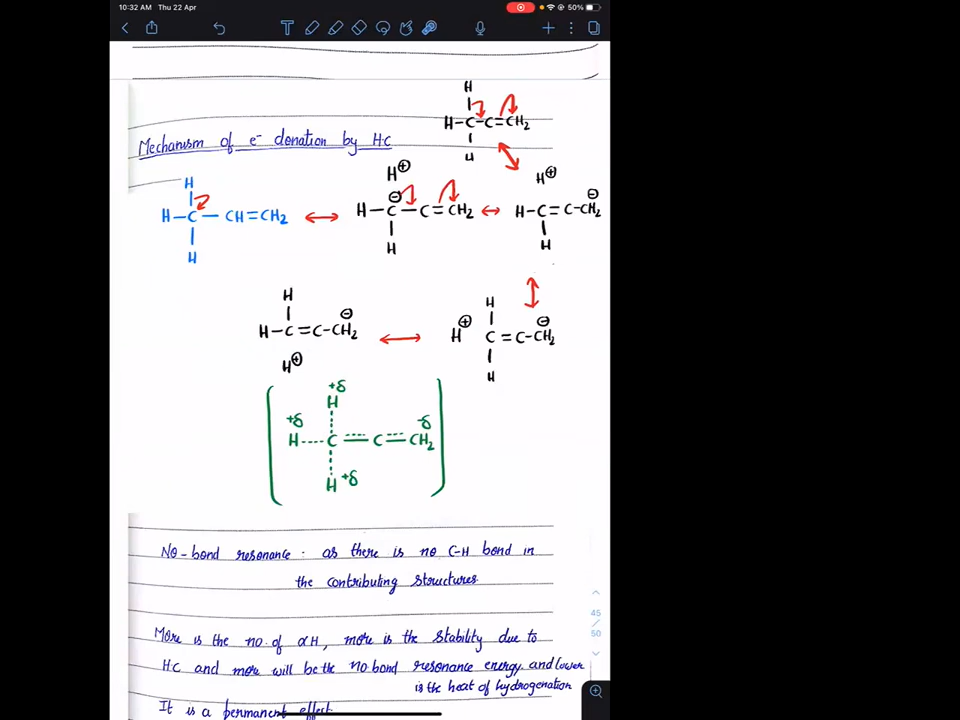 10:32 AM Thu 22 Apr
50%
H
H-C-C=CH2
H
Mechanism of e⁻ donation by H·C
H
H-C-CH=CH2
H
H⊕
⊖
H-C-C=CH2
H
H⊕
⊖
H-C=C-CH2
H
H
⊖
H-C=C-CH2
H⊕
H
H⊕ C=C-CH2
⊖
H
+δ
H
+δ -δ
H---C=C=CH2
H +δ
No-bond resonance : as there is no C-H bond in
the contributing structures.
More is the no. of αH, more is the stability due to
HC and more will be the no bond resonance energy and lower
is the heat of hydrogenation
It is a permanent effect.
45
/
50